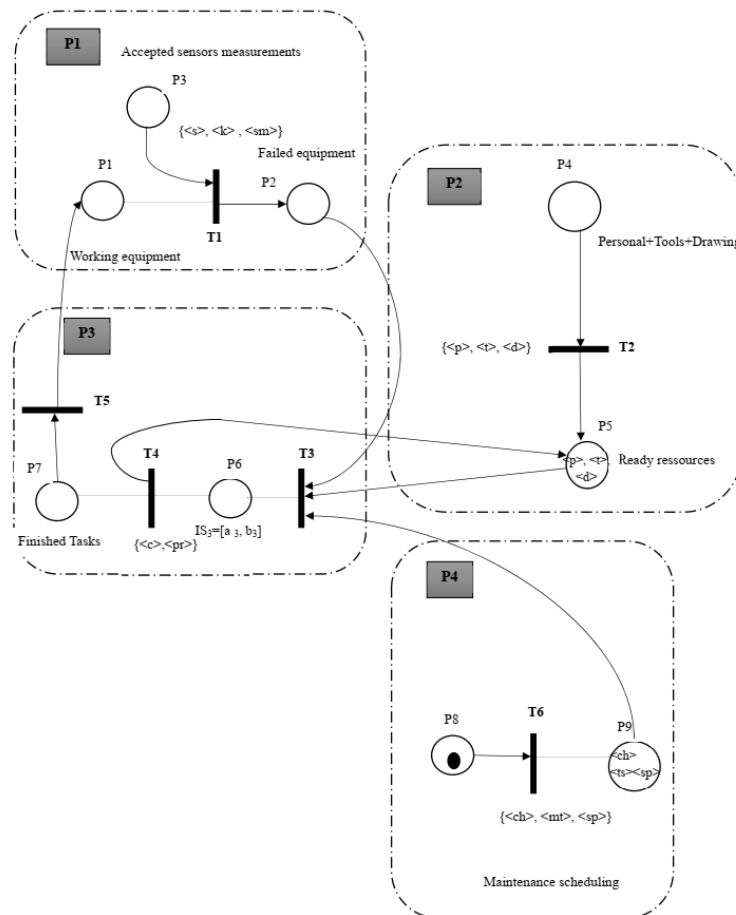 P1
Accepted sensors measurements
P3
{<s>, <k> , <sm>}
Failed equipment
P1
P2
T1
Working equipment
P2
P4
Personal+Tools+Drawing
{<p>, <t>, <d>}
T2
P5
<p>, <t>,
<d>
Ready ressources
P3
T5
T4
P6
T3
P7
IS₃=[a ₃, b₃]
Finished Tasks
{<c>,<pr>}
P4
P8
T6
P9
<ch>
<ts><sp>
{<ch>, <mt>, <sp>}
Maintenance scheduling